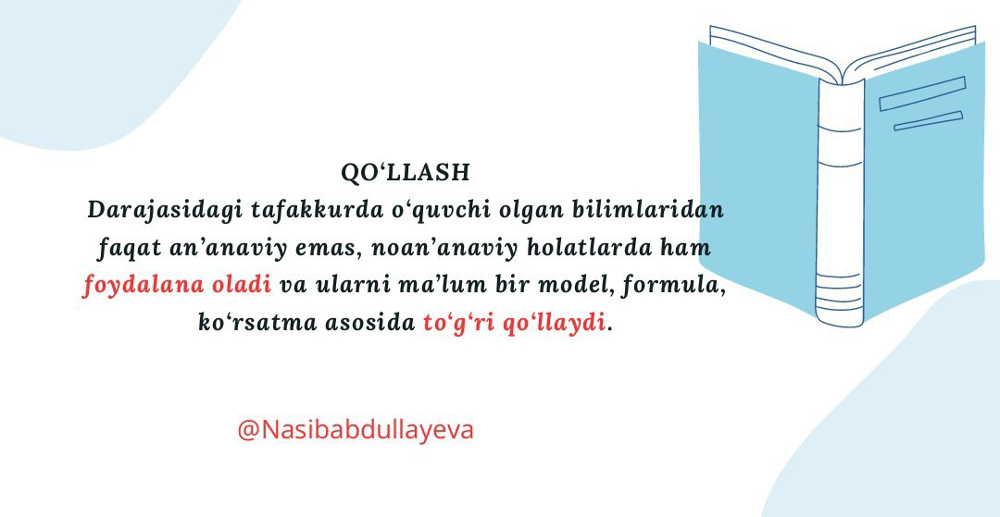 QO‘LLASH
Darajasidagi tafakkurda o‘quvchi olgan bilimlaridan
faqat an’anaviy emas, noan’anaviy holatlarda ham
foydalana oladi va ularni ma’lum bir model, formula,
ko‘rsatma asosida to‘g‘ri qo‘llaydi.
@Nasibabdullayeva